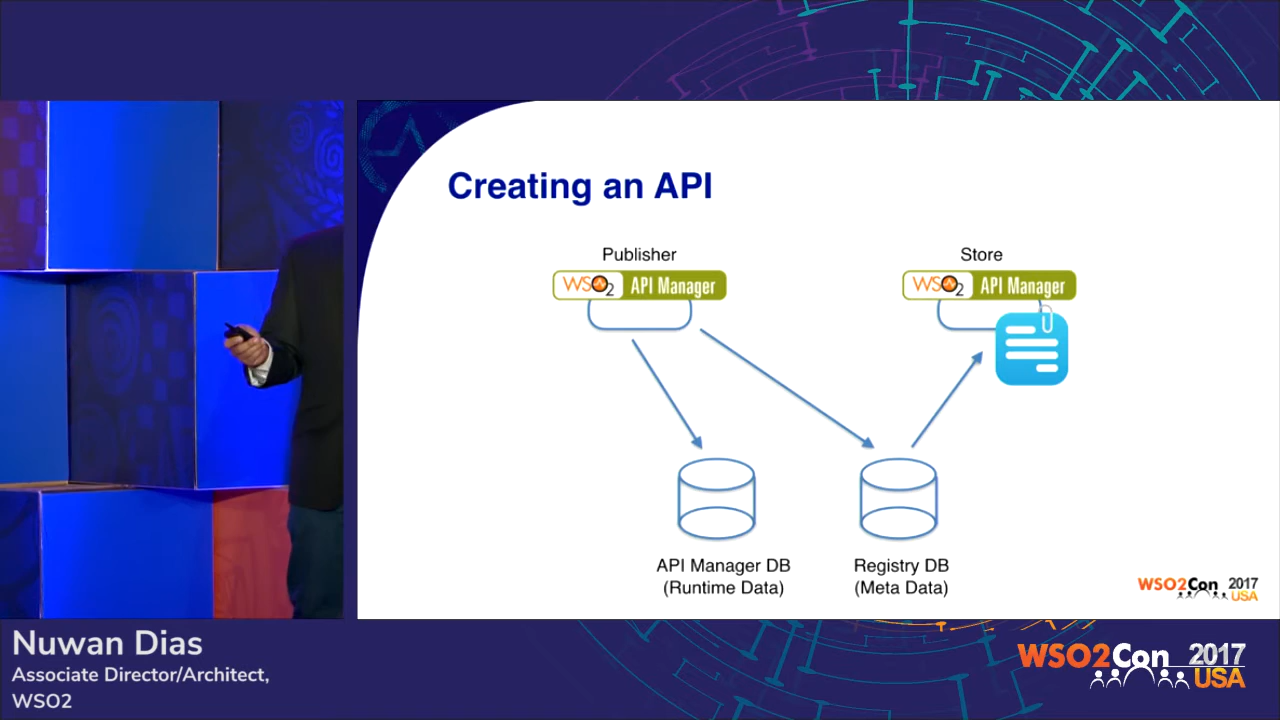 Creating an API
Publisher
Store
WSO2 API Manager
WSO2 API Manager
API Manager DB
(Runtime Data)
Registry DB
(Meta Data)
WSO2Con 2017
USA
Nuwan Dias
Associate Director/Architect,
WSO2
WSO2Con 2017
USA